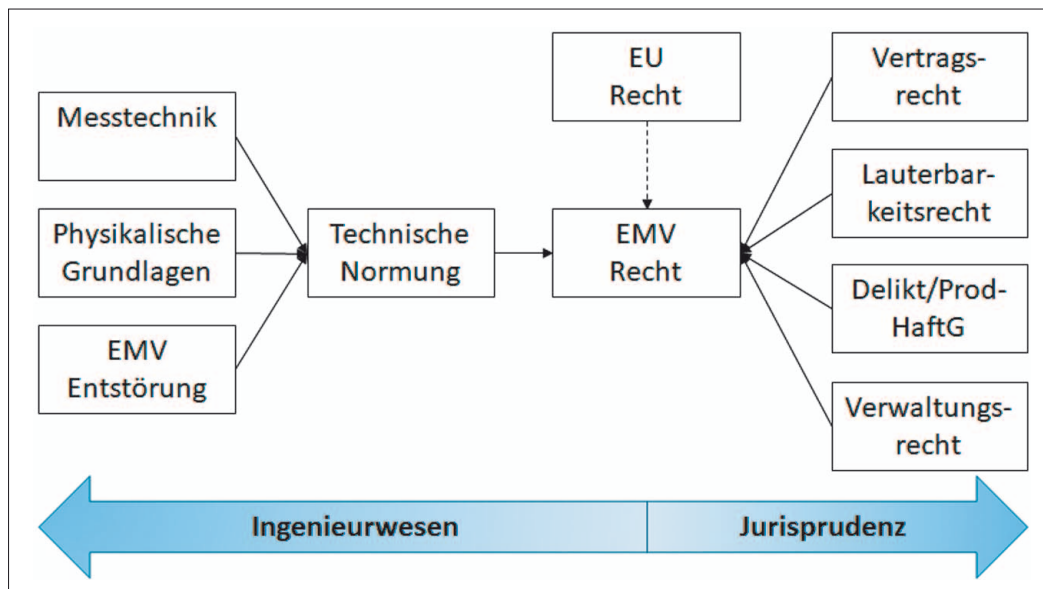 Messtechnik
Physikalische
Grundlagen
EMV
Entstörung
Technische
Normung
EU
Recht
EMV
Recht
Vertrags-
recht
Lauterbar-
keitsrecht
Delikt/Prod-
HaftG
Verwaltungs-
recht
Ingenieurwesen
Jurisprudenz